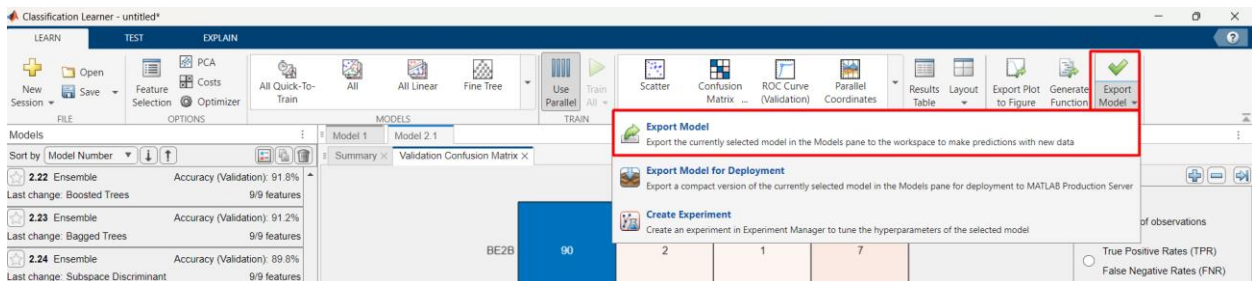 Classification Learner - untitled*
LEARN TEST EXPLAIN
New Session
Open
Save
FILE
Feature Selection
PCA
Costs
Optimizer
OPTIONS
All Quick-To-Train
All
All Linear
Fine Tree
MODELS
Use Parallel
Train All
TRAIN
Scatter
Confusion Matrix ...
ROC Curve (Validation)
Parallel Coordinates
Results Table
Layout
Export Plot to Figure
Generate Function
Export Model
Export Model
Export the currently selected model in the Models pane to the workspace to make predictions with new data
Export Model for Deployment
Export a compact version of the currently selected model in the Models pane for deployment to MATLAB Production Server
Create Experiment
Create an experiment in Experiment Manager to tune the hyperparameters of the selected model
Models
Sort by Model Number
2.22 Ensemble Accuracy (Validation): 91.8%
Last change: Boosted Trees 9/9 features
2.23 Ensemble Accuracy (Validation): 91.2%
Last change: Bagged Trees 9/9 features
2.24 Ensemble Accuracy (Validation): 89.8%
Last change: Subspace Discriminant 9/9 features
Model 1 Model 2.1
Summary Validation Confusion Matrix
BE2B 90 2 1 7
of observations
True Positive Rates (TPR)
False Negative Rates (FNR)